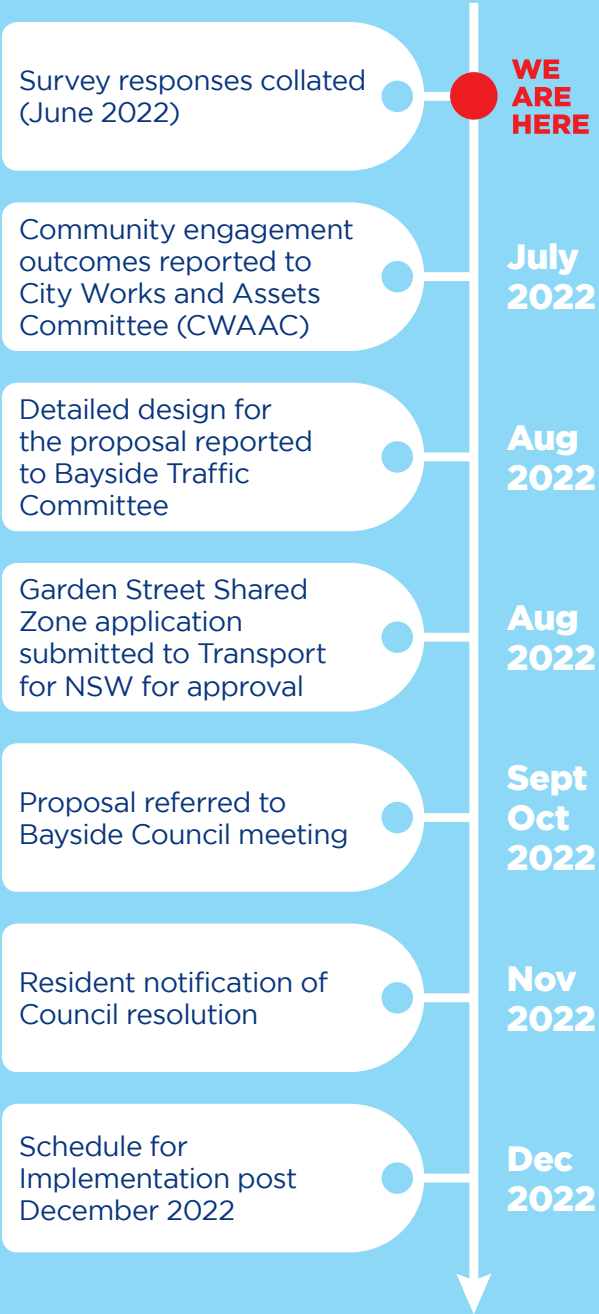 Survey responses collated
(June 2022)
WE
ARE
HERE
Community engagement
outcomes reported to
City Works and Assets
Committee (CWAAC)
July
2022
Detailed design for
the proposal reported
to Bayside Traffic
Committee
Aug
2022
Garden Street Shared
Zone application
submitted to Transport
for NSW for approval
Aug
2022
Proposal referred to
Bayside Council meeting
Sept
Oct
2022
Resident notification of
Council resolution
Nov
2022
Schedule for
Implementation post
December 2022
Dec
2022